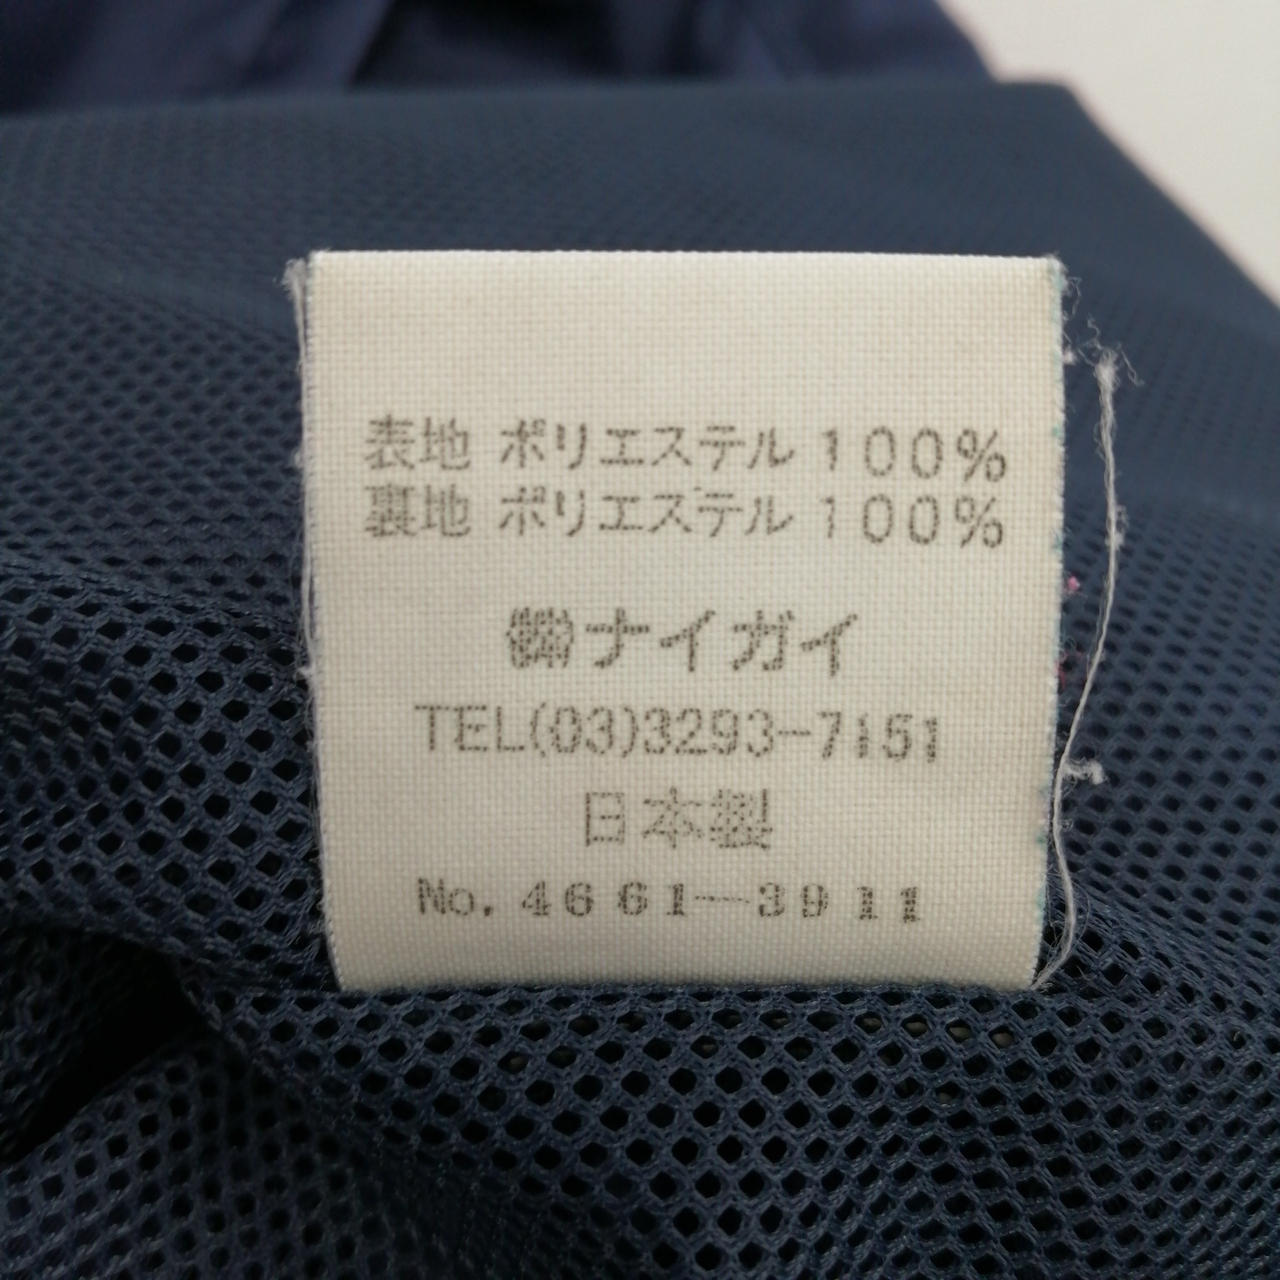 表地 ポリエステル 100%
裏地 ポリエステル 100%
㈱ナイガイ
TEL(03)3293-7151
日本製
No. 4661-3911